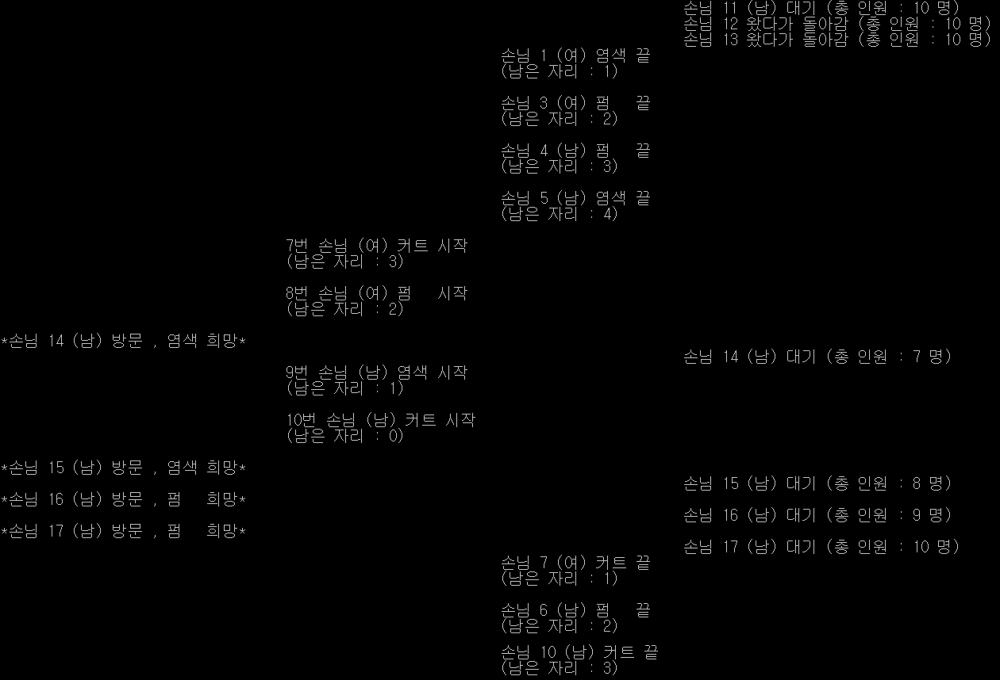 손님 11 (남) 대기 (총 인원 : 10 명)
손님 12 왔다가 돌아감 (총 인원 : 10 명)
손님 13 왔다가 돌아감 (총 인원 : 10 명)
손님 1 (여) 염색 끝
(남은 자리 : 1)
손님 3 (여) 펌 끝
(남은 자리 : 2)
손님 4 (남) 펌 끝
(남은 자리 : 3)
손님 5 (남) 염색 끝
(남은 자리 : 4)
7번 손님 (여) 커트 시작
(남은 자리 : 3)
8번 손님 (여) 펌 시작
(남은 자리 : 2)
*손님 14 (남) 방문 , 염색 희망*
손님 14 (남) 대기 (총 인원 : 7 명)
9번 손님 (남) 염색 시작
(남은 자리 : 1)
10번 손님 (남) 커트 시작
(남은 자리 : 0)
*손님 15 (남) 방문 , 염색 희망*
손님 15 (남) 대기 (총 인원 : 8 명)
*손님 16 (남) 방문 , 펌 희망*
손님 16 (남) 대기 (총 인원 : 9 명)
*손님 17 (남) 방문 , 펌 희망*
손님 17 (남) 대기 (총 인원 : 10 명)
손님 7 (여) 커트 끝
(남은 자리 : 1)
손님 6 (남) 펌 끝
(남은 자리 : 2)
손님 10 (남) 커트 끝
(남은 자리 : 3)